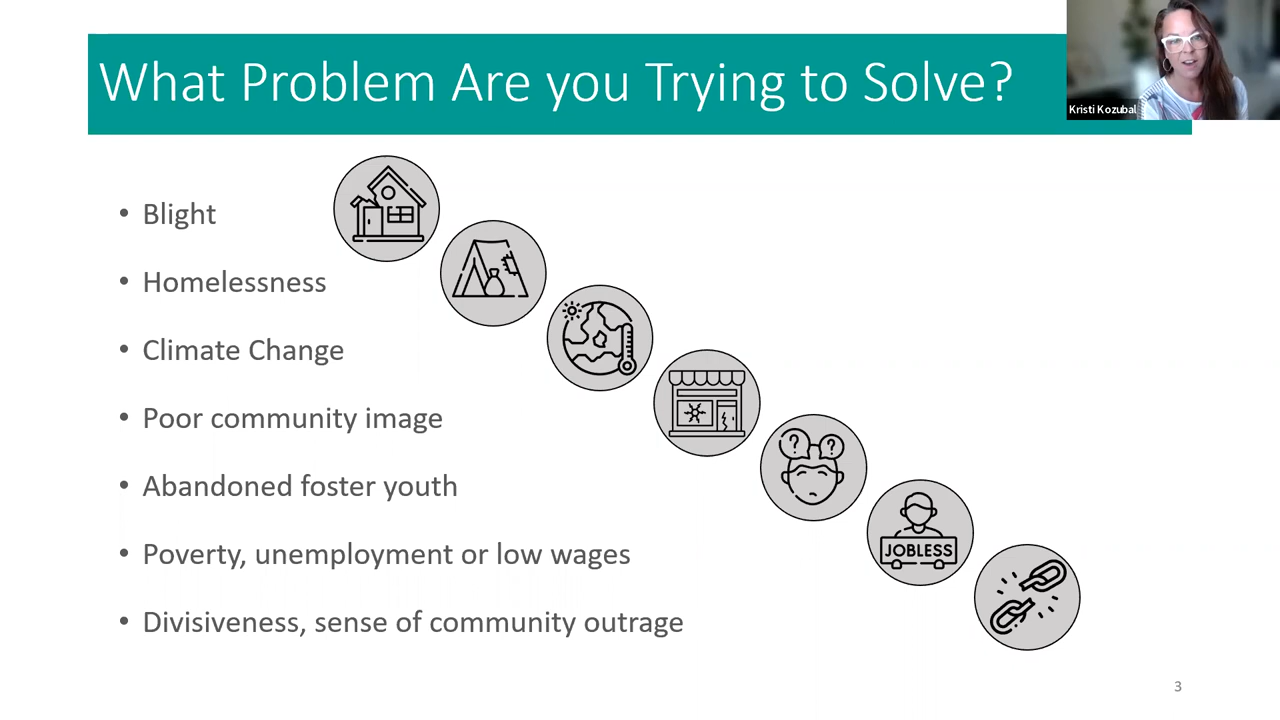 What Problem Are you Trying to Solve?
Kristi Kozubal
• Blight
• Homelessness
• Climate Change
• Poor community image
• Abandoned foster youth
• Poverty, unemployment or low wages
• Divisiveness, sense of community outrage
? ?
JOBLESS
3